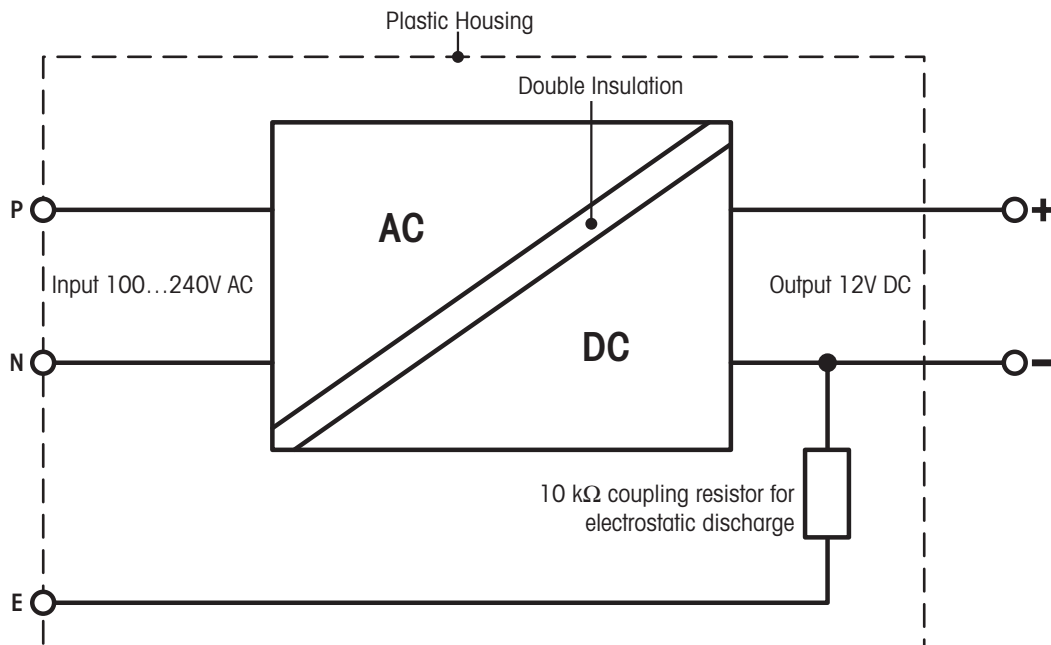 Plastic Housing
Double Insulation
P
AC
+
Input 100…240V AC
Output 12V DC
N
DC
–
10 kΩ coupling resistor for
electrostatic discharge
E